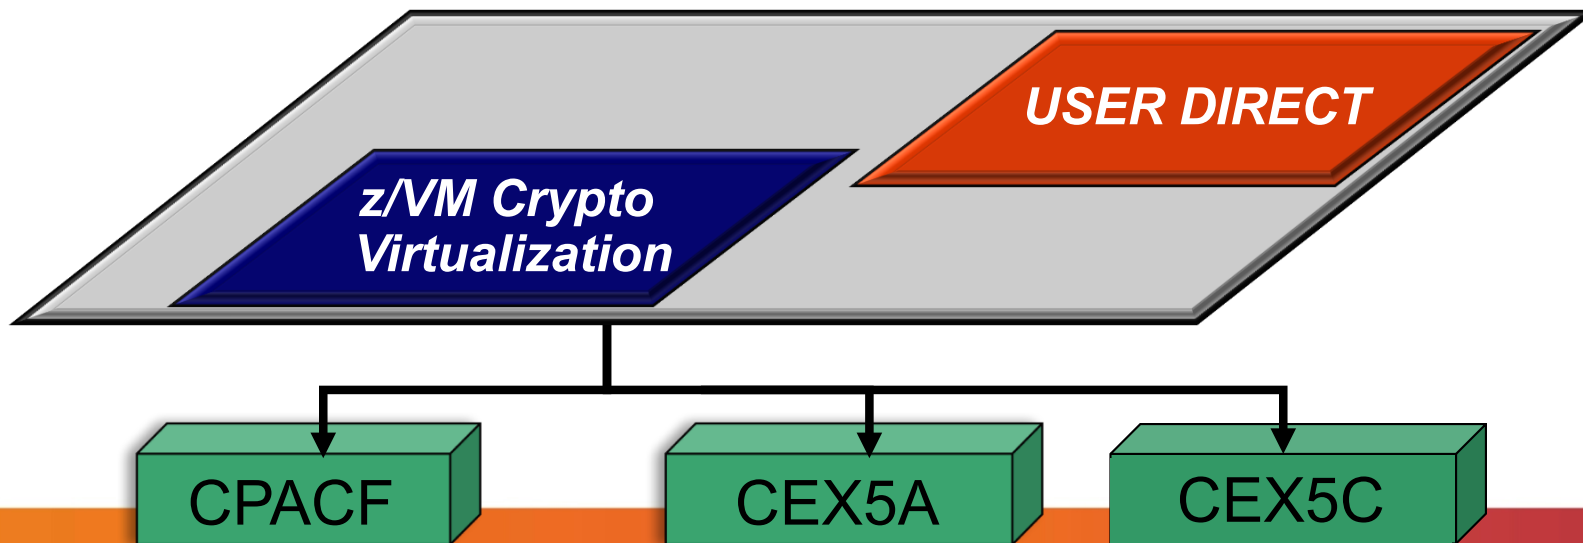 USER DIRECT
z/VM Crypto
Virtualization
CPACF
CEX5A
CEX5C